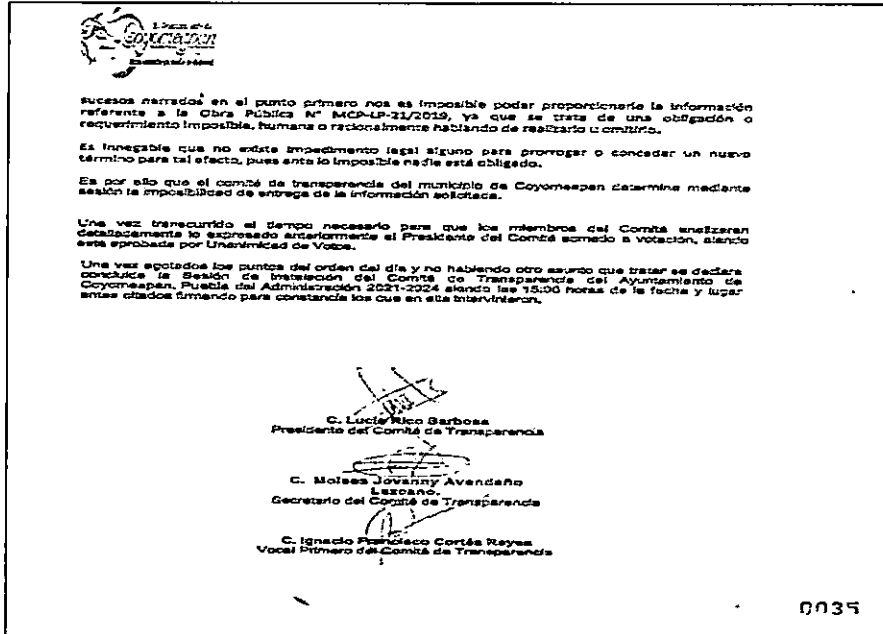 Coyomeapan
sucesos narrados en el punto primero nos es imposible poder proporcionarle la información
referente a la Obra Pública N° MCP-LP-21/2019, ya que se trata de una obligación o
requerimiento imposible, humana o racionalmente hablando de realizarlo u omitirlo.
Es innegable que no existe impedimento legal alguno para prorrogar o conceder un nuevo
término para tal efecto, pues ante lo imposible nadie está obligado.
Es por ello que el comité de transparencia del municipio de Coyomeapan determina mediante
sesión la imposibilidad de entrega de la información solicitada.
Una vez transcurrido el tiempo necesario para que los miembros del Comité analizaran
detalladamente lo expresado anteriormente el Presidente del Comité somete a votación, siendo
esta aprobada por Unanimidad de Votos.
Una vez agotados los puntos del orden del día y no habiendo otro asunto que tratar se declara
concluida la Sesión de Instalación del Comité de Transparencia del Ayuntamiento de
Coyomeapan, Puebla del Administración 2021-2024 siendo las 15:00 horas de la fecha y lugar
antes citados firmando para constancia los que en ella intervinieron.
C. Lucia Rico Barbosa
Presidente del Comité de Transparencia
C. Moises Jovanny Avendaño
Lezcano.
Secretario del Comité de Transparencia
C. Ignacio Francisco Cortés Reyes
Vocal Primero del Comité de Transparencia
0035